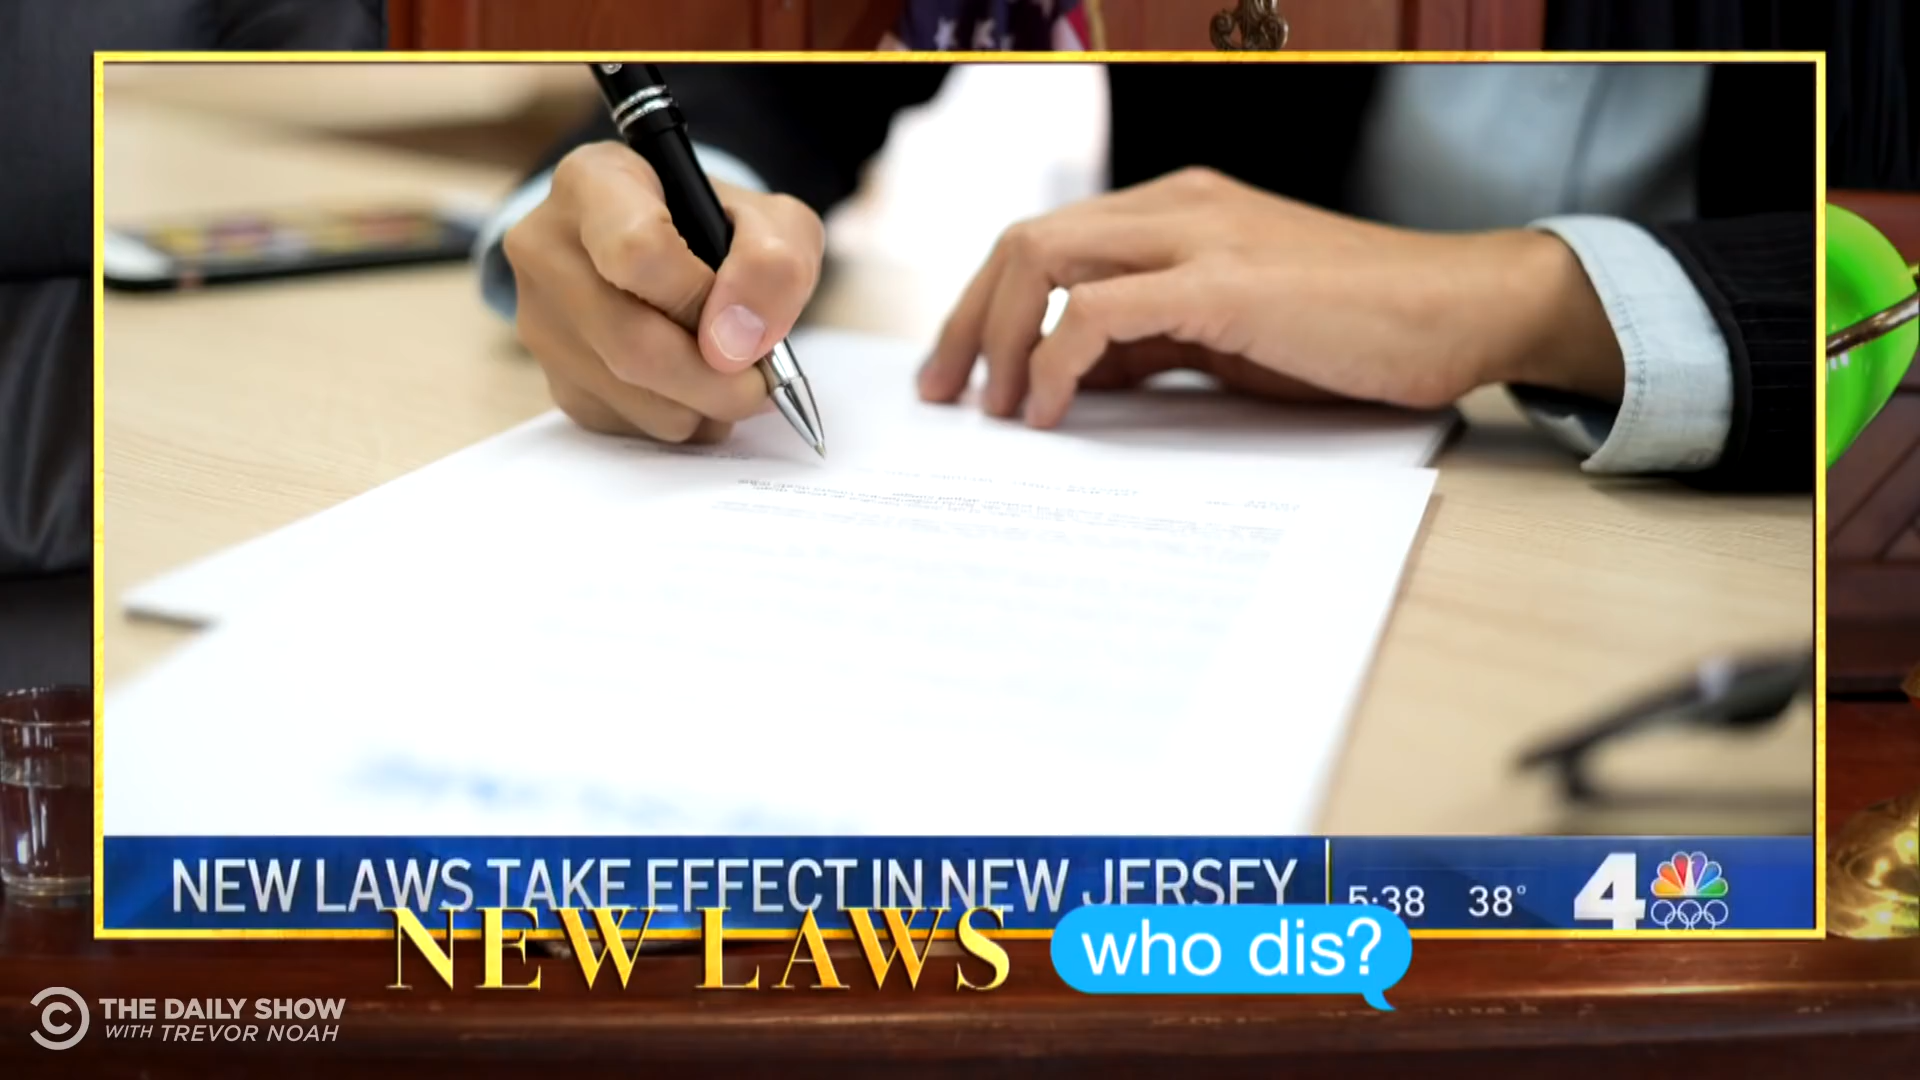 NEW LAWS TAKE EFFECT IN NEW JERSEY
5:38 38° 4
NEW LAWS who dis?
THE DAILY SHOW
WITH TREVOR NOAH